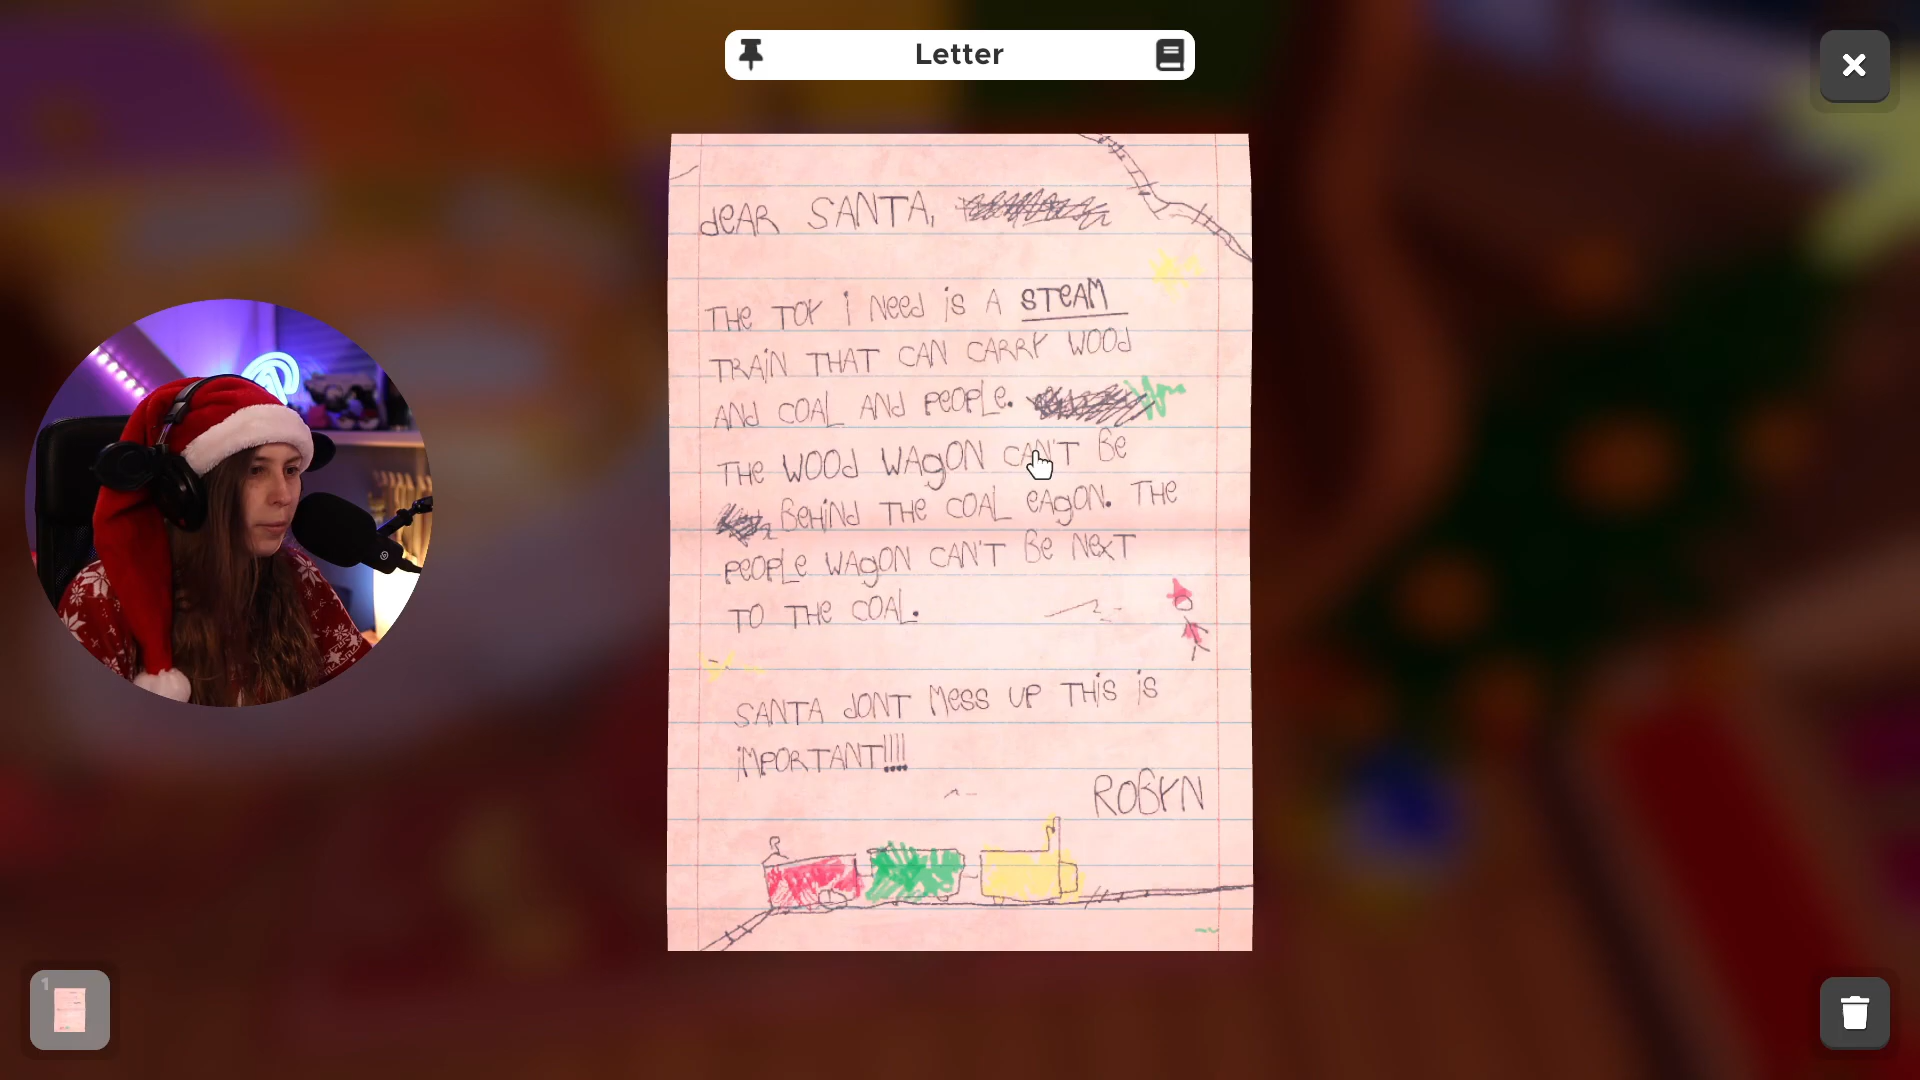 Letter
dEAR SANTA,
THE TOY i NEEd iS A STEAM
TRAiN THAT CAN CARRY WOOd
ANd COAL ANd PEOPLE.
THE WOOd WAgON CAN'T BE
BEHiNd THE COAL EAgON. THE
PEOPLE WAgON CAN'T BE NEXT
TO THE COAL.
SANTA dONT MESS UP THiS iS
iMPORTANT!!!!
ROBYN
1